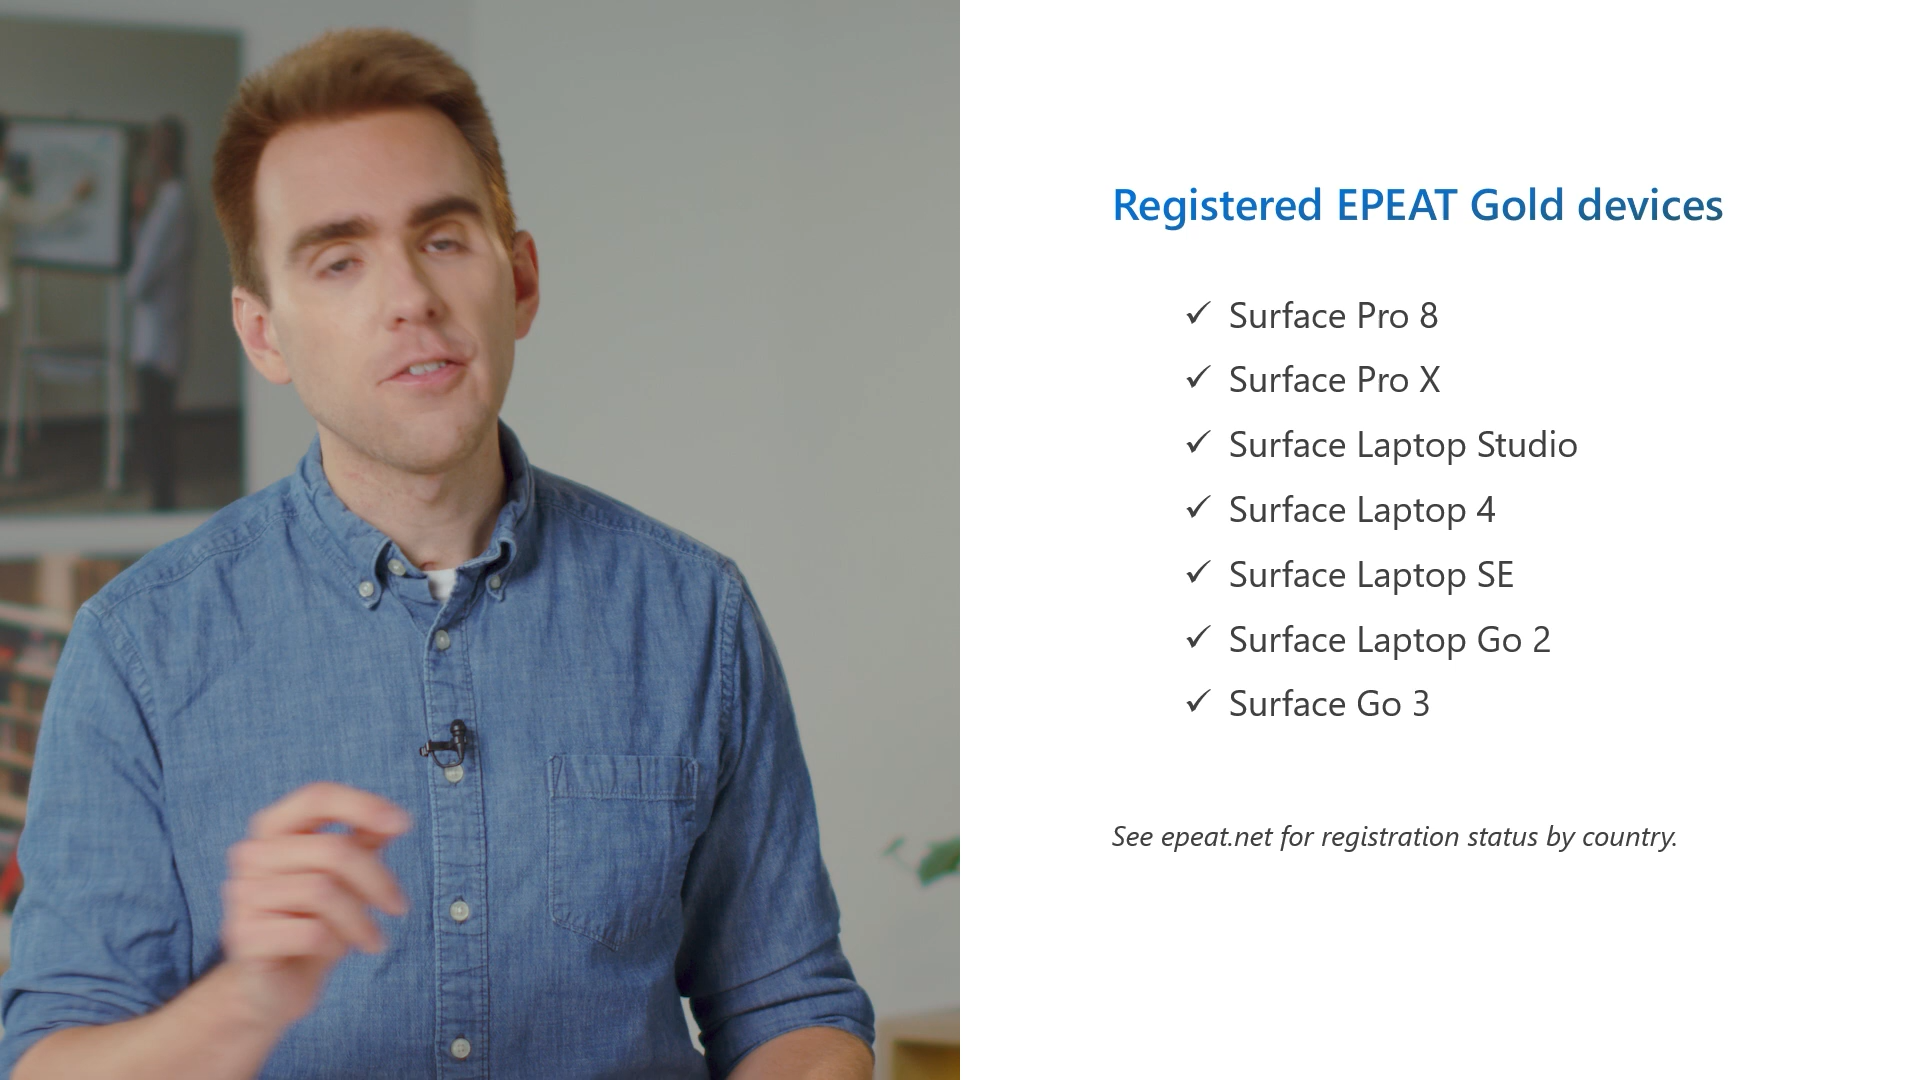 Registered EPEAT Gold devices
✓ Surface Pro 8
✓ Surface Pro X
✓ Surface Laptop Studio
✓ Surface Laptop 4
✓ Surface Laptop SE
✓ Surface Laptop Go 2
✓ Surface Go 3
See epeat.net for registration status by country.